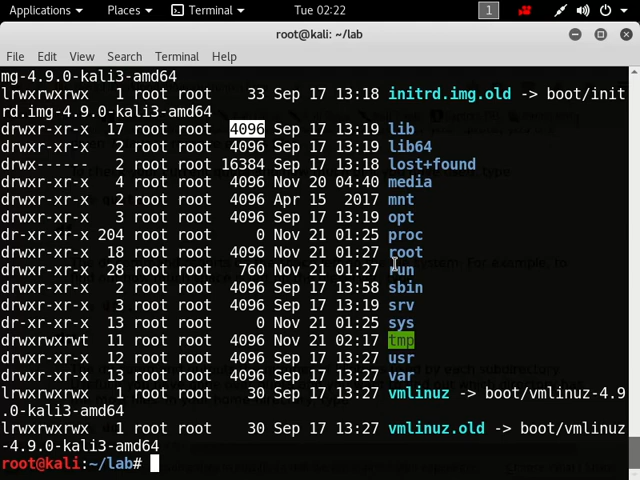 Applications Places Terminal Tue 02:22 1
root@kali: ~/lab
File Edit View Search Terminal Help
mg-4.9.0-kali3-amd64
lrwxrwxrwx 1 root root 33 Sep 17 13:18 initrd.img.old -> boot/init
rd.img-4.9.0-kali3-amd64
drwxr-xr-x 17 root root 4096 Sep 17 13:19 lib
drwxr-xr-x 2 root root 4096 Sep 17 13:19 lib64
drwx------ 2 root root 16384 Sep 17 13:18 lost+found
drwxr-xr-x 4 root root 4096 Nov 20 04:40 media
drwxr-xr-x 2 root root 4096 Apr 15 2017 mnt
drwxr-xr-x 3 root root 4096 Sep 17 13:19 opt
dr-xr-xr-x 204 root root 0 Nov 21 01:25 proc
drwxr-xr-x 18 root root 4096 Nov 21 01:27 root
drwxr-xr-x 28 root root 760 Nov 21 01:27 run
drwxr-xr-x 2 root root 4096 Sep 17 13:58 sbin
drwxr-xr-x 3 root root 4096 Sep 17 13:19 srv
dr-xr-xr-x 13 root root 0 Nov 21 01:25 sys
drwxrwxrwt 11 root root 4096 Nov 21 02:17 tmp
drwxr-xr-x 12 root root 4096 Sep 17 13:27 usr
drwxr-xr-x 13 root root 4096 Sep 17 13:27 var
lrwxrwxrwx 1 root root 30 Sep 17 13:27 vmlinuz -> boot/vmlinuz-4.9
.0-kali3-amd64
lrwxrwxrwx 1 root root 30 Sep 17 13:27 vmlinuz.old -> boot/vmlinuz
-4.9.0-kali3-amd64
root@kali:~/lab#